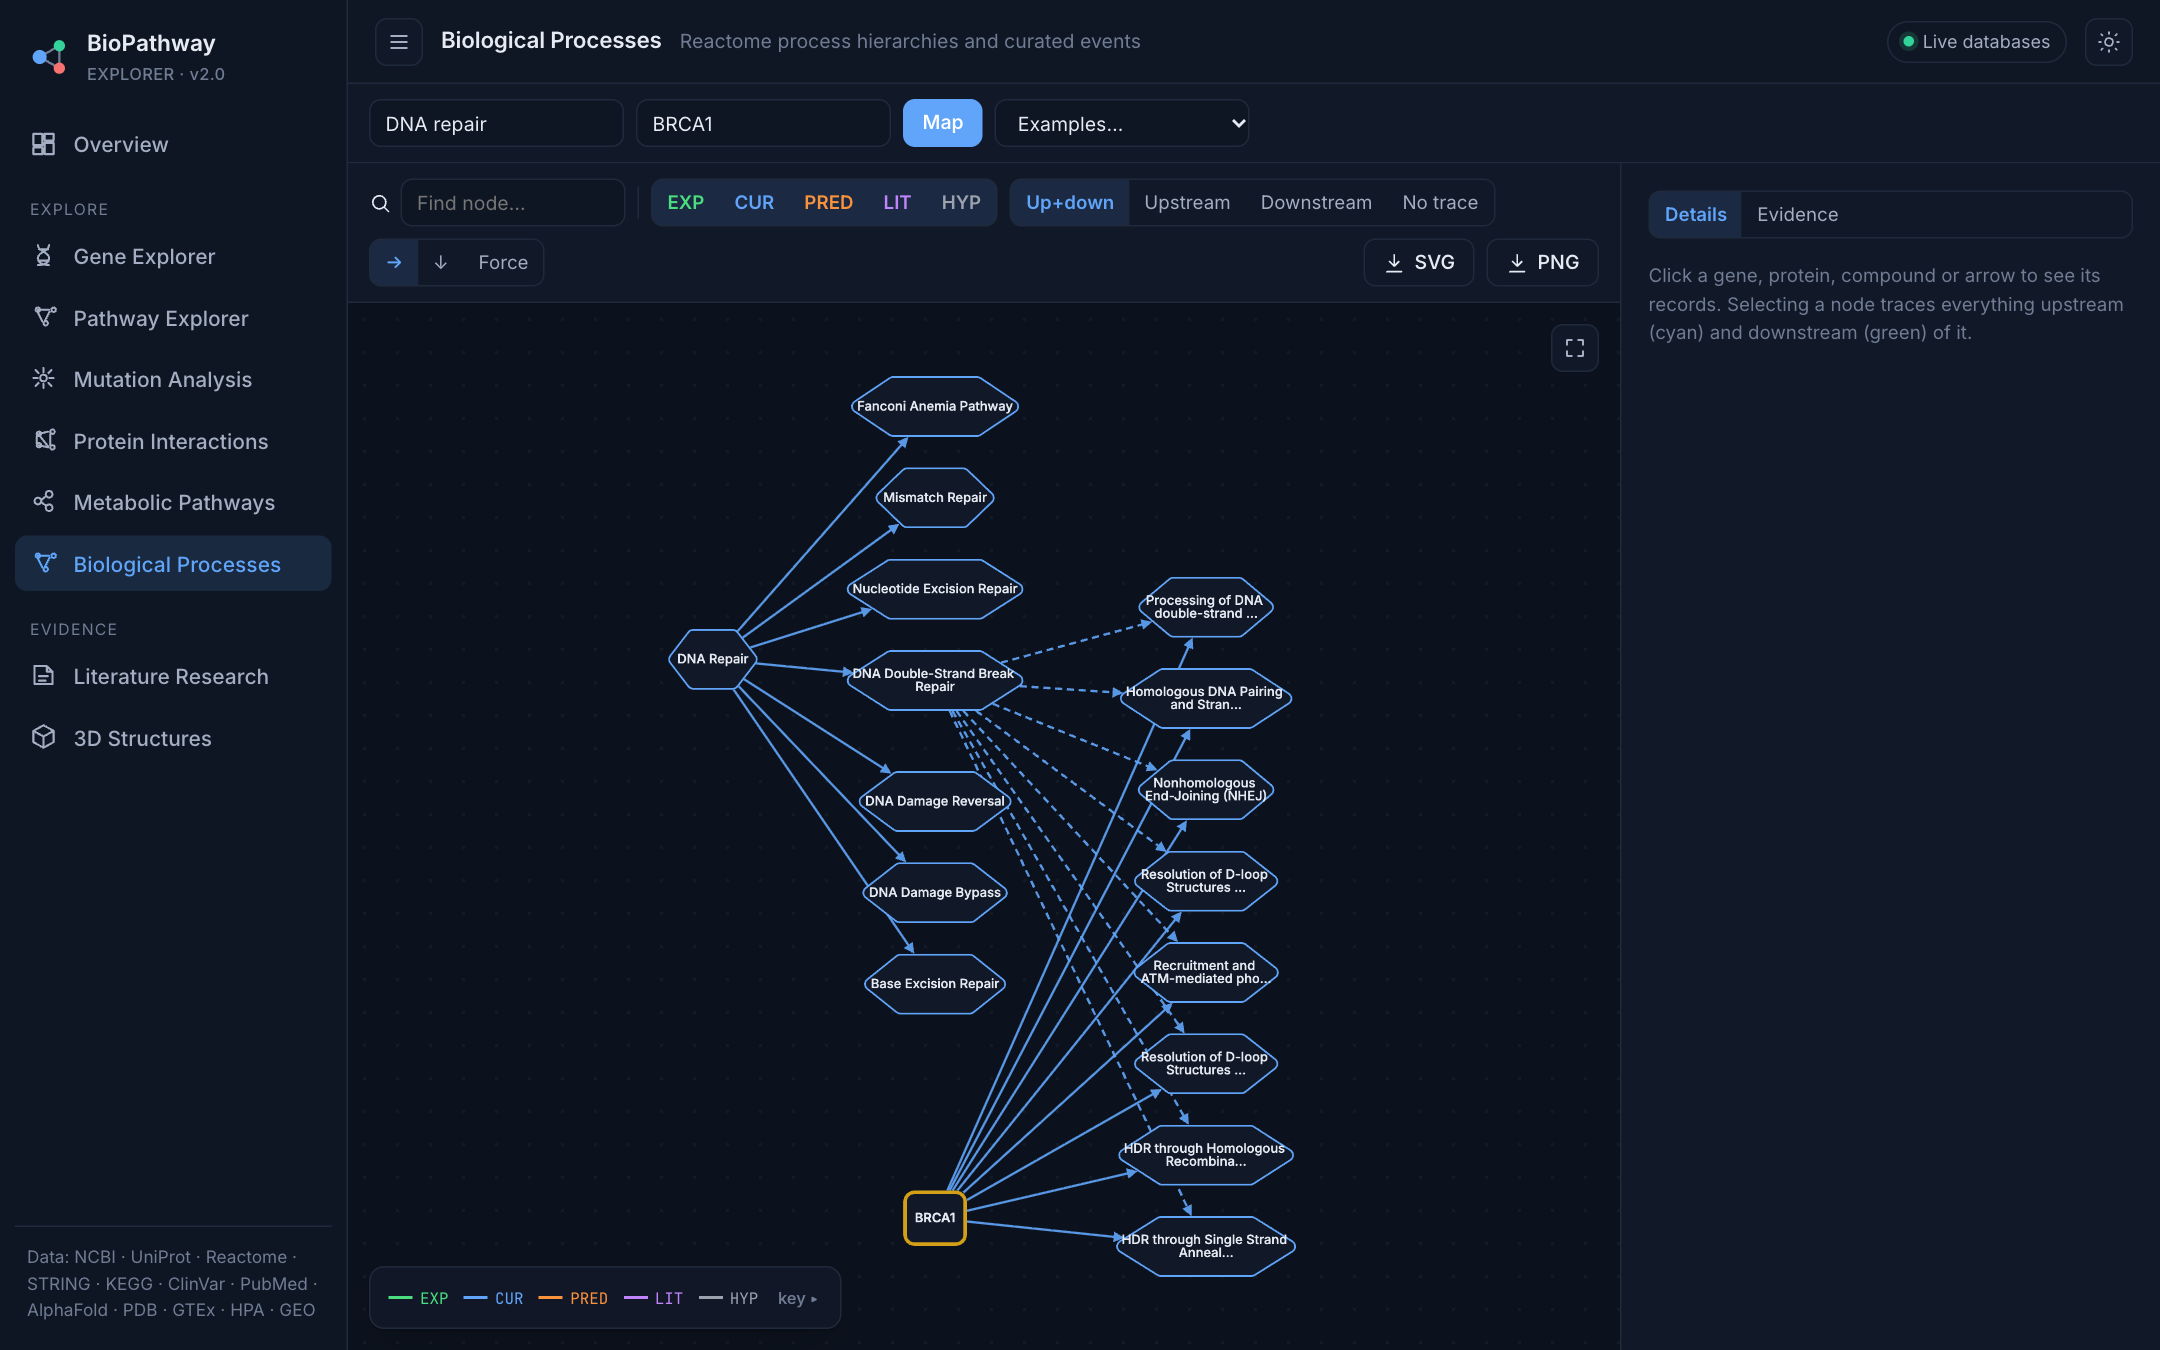 BioPathway
EXPLORER · v2.0
Overview
EXPLORE
Gene Explorer
Pathway Explorer
Mutation Analysis
Protein Interactions
Metabolic Pathways
Biological Processes
EVIDENCE
Literature Research
3D Structures
Data: NCBI · UniProt · Reactome ·
STRING · KEGG · ClinVar · PubMed ·
AlphaFold · PDB · GTEx · HPA · GEO
Biological Processes Reactome process hierarchies and curated events
Live databases
DNA repair
BRCA1
Map
Examples...
Find node...
EXP CUR PRED LIT HYP
Up+down Upstream Downstream No trace
Force
SVG
PNG
Fanconi Anemia Pathway
Mismatch Repair
Nucleotide Excision Repair
DNA Repair
DNA Double-Strand Break
Repair
DNA Damage Reversal
DNA Damage Bypass
Base Excision Repair
BRCA1
Processing of DNA
double-strand ...
Homologous DNA Pairing
and Stran...
Nonhomologous
End-Joining (NHEJ)
Resolution of D-loop
Structures ...
Recruitment and
ATM-mediated pho...
Resolution of D-loop
Structures ...
HDR through Homologous
Recombina...
HDR through Single Strand
Anneal...
EXP CUR PRED LIT HYP key ▸
Details Evidence
Click a gene, protein, compound or arrow to see its
records. Selecting a node traces everything upstream
(cyan) and downstream (green) of it.